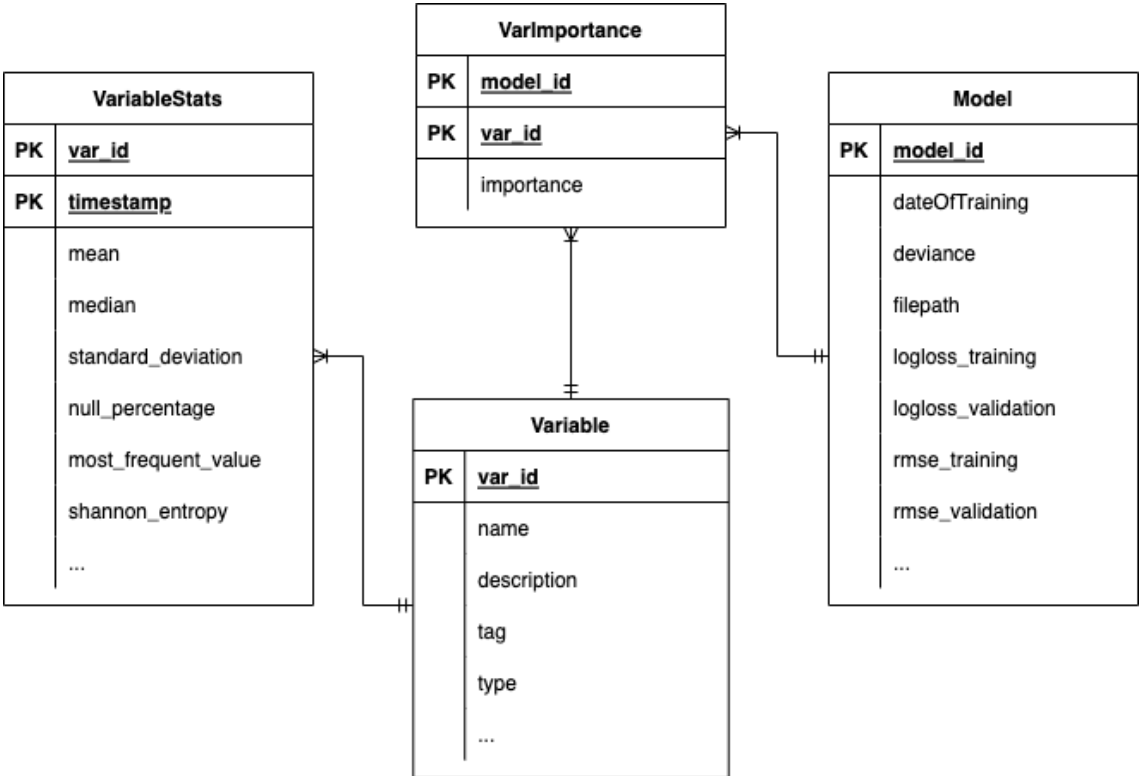 VarImportance
PK model_id
PK var_id
importance
VariableStats
PK var_id
PK timestamp
mean
median
standard_deviation
null_percentage
most_frequent_value
shannon_entropy
...
Model
PK model_id
dateOfTraining
deviance
filepath
logloss_training
logloss_validation
rmse_training
rmse_validation
...
Variable
PK var_id
name
description
tag
type
...